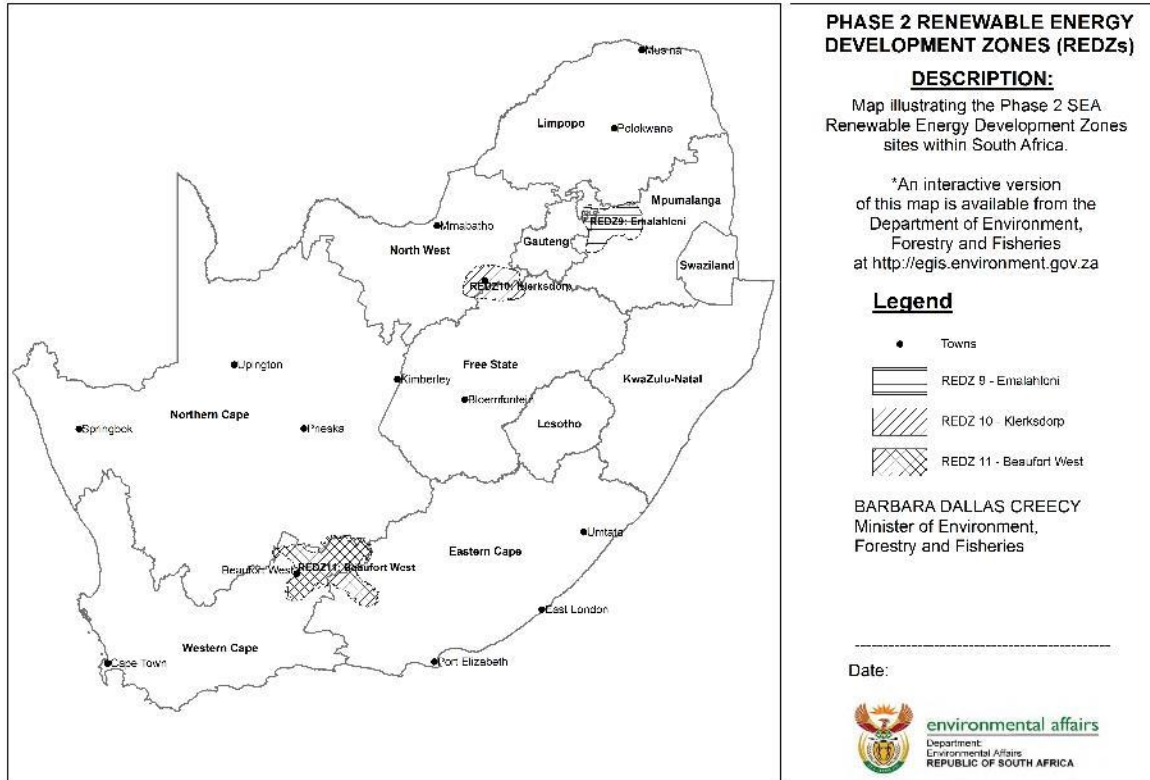 Musina
Limpopo
Polokwane
Mpumalanga
REDZ9: Emalahloni
Mmabatho
Gauteng
North West
Swaziland
REDZ10: Klerksdorp
Upington
Free State
Kimberley
KwaZulu-Natal
Bloemfontein
Northern Cape
Lesotho
Springbok
Prieska
Umtata
Eastern Cape
Beaufort West
REDZ11: Beaufort West
East London
Western Cape
Cape Town
Port Elizabeth
PHASE 2 RENEWABLE ENERGY
DEVELOPMENT ZONES (REDZs)
DESCRIPTION:
Map illustrating the Phase 2 SEA
Renewable Energy Development Zones
sites within South Africa.
*An interactive version
of this map is available from the
Department of Environment,
Forestry and Fisheries
at http://egis.environment.gov.za
Legend
Towns
REDZ 9 - Emalahloni
REDZ 10 - Klerksdorp
REDZ 11 - Beaufort West
BARBARA DALLAS CREECY
Minister of Environment,
Forestry and Fisheries
Date:
environmental affairs
Department:
Environmental Affairs
REPUBLIC OF SOUTH AFRICA